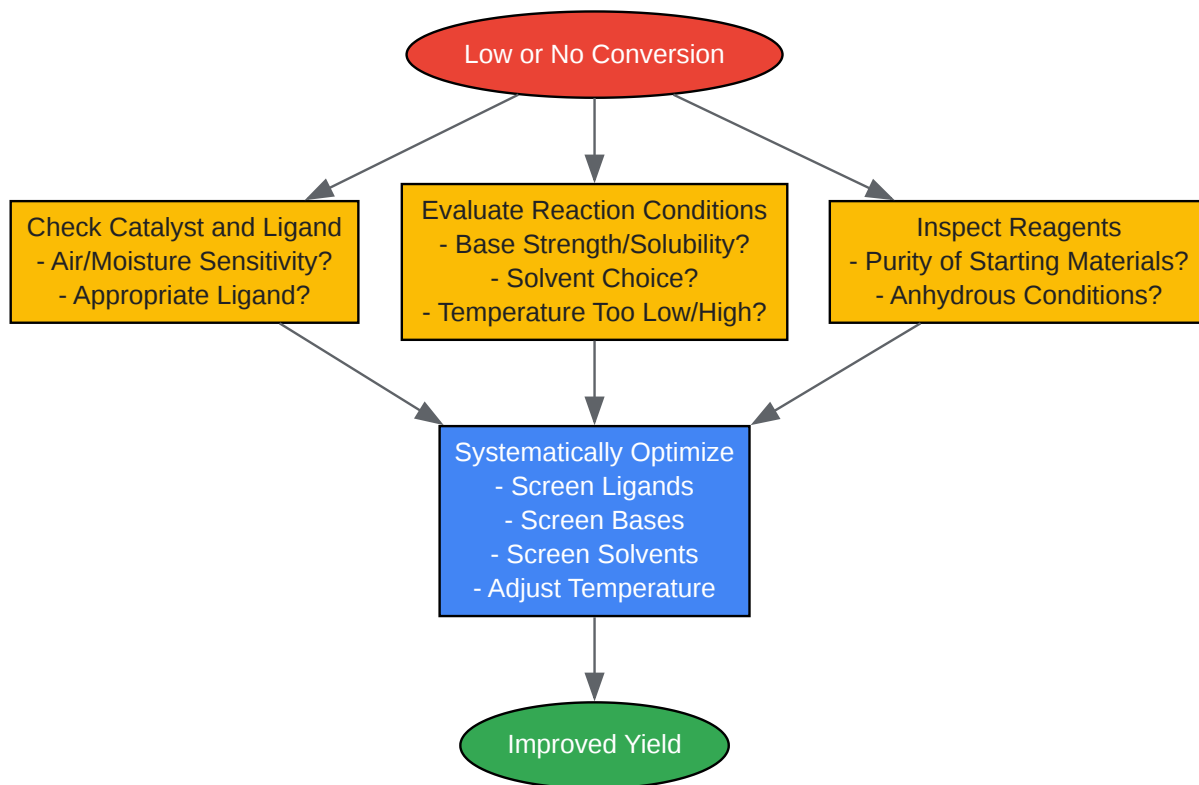 Low or No Conversion
Check Catalyst and Ligand
- Air/Moisture Sensitivity?
- Appropriate Ligand?
Evaluate Reaction Conditions
- Base Strength/Solubility?
- Solvent Choice?
- Temperature Too Low/High?
Inspect Reagents
- Purity of Starting Materials?
- Anhydrous Conditions?
Systematically Optimize
- Screen Ligands
- Screen Bases
- Screen Solvents
- Adjust Temperature
Improved Yield